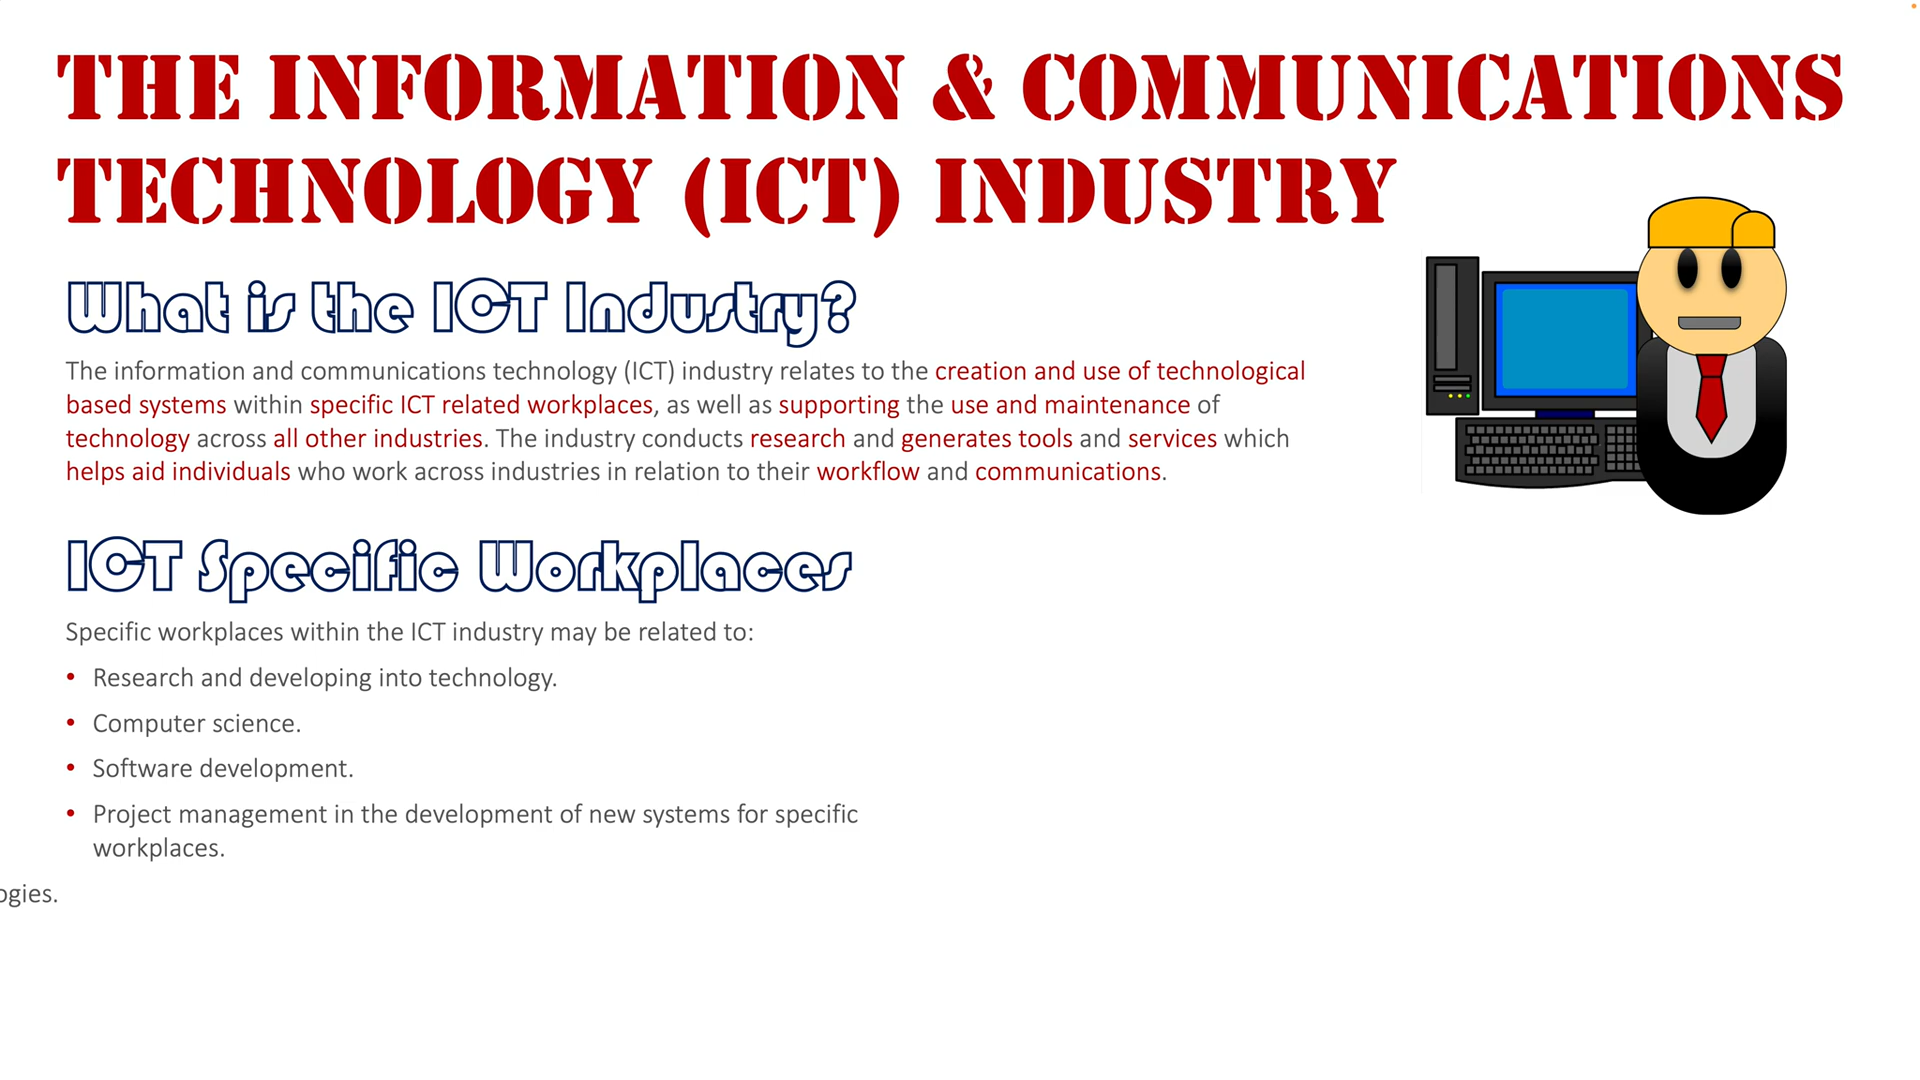 THE INFORMATION & COMMUNICATIONS
TECHNOLOGY (ICT) INDUSTRY
What is the ICT Industry?
The information and communications technology (ICT) industry relates to the creation and use of technological
based systems within specific ICT related workplaces, as well as supporting the use and maintenance of
technology across all other industries. The industry conducts research and generates tools and services which
helps aid individuals who work across industries in relation to their workflow and communications.
ICT Specific Workplaces
Specific workplaces within the ICT industry may be related to:
• Research and developing into technology.
• Computer science.
• Software development.
• Project management in the development of new systems for specific
workplaces.
ogies.